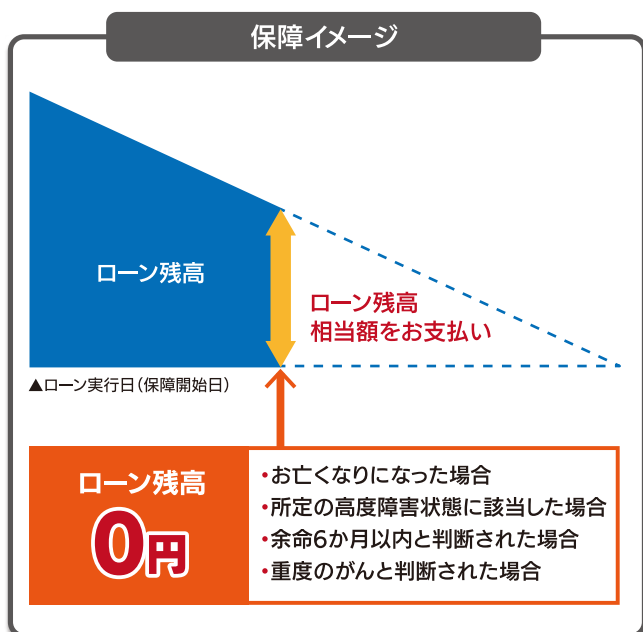 保障イメージ
ローン残高
ローン残高
相当額をお支払い
▲ローン実行日(保障開始日)
ローン残高
0円
・お亡くなりになった場合
・所定の高度障害状態に該当した場合
・余命6か月以内と判断された場合
・重度のがんと判断された場合